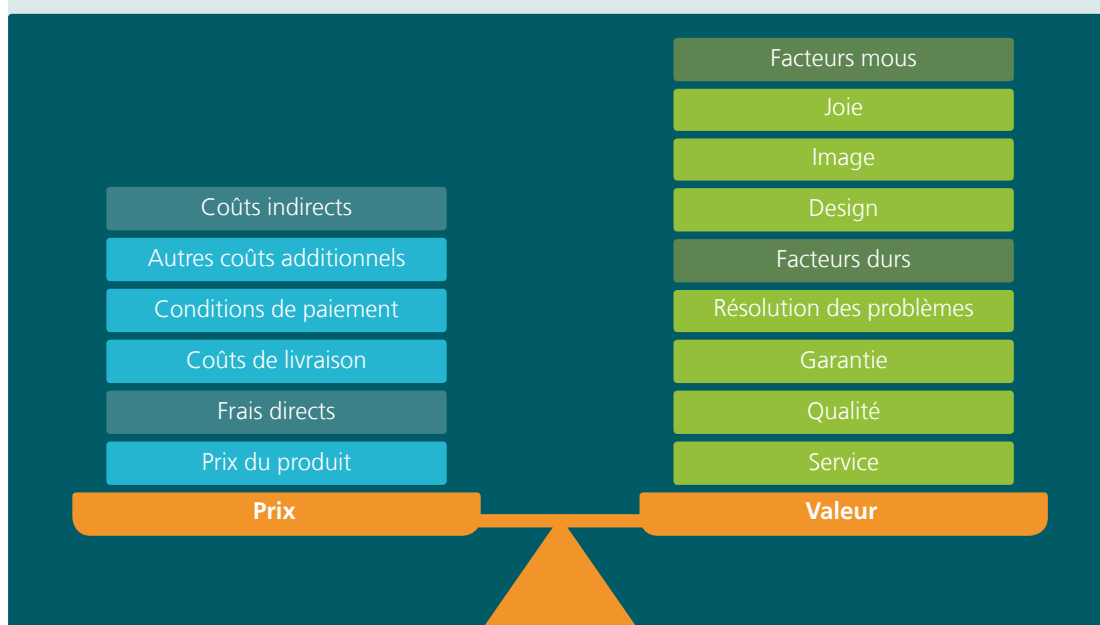 Coûts indirects
Autres coûts additionnels
Conditions de paiement
Coûts de livraison
Frais directs
Prix du produit
Prix
Facteurs mous
Joie
Image
Design
Facteurs durs
Résolution des problèmes
Garantie
Qualité
Service
Valeur